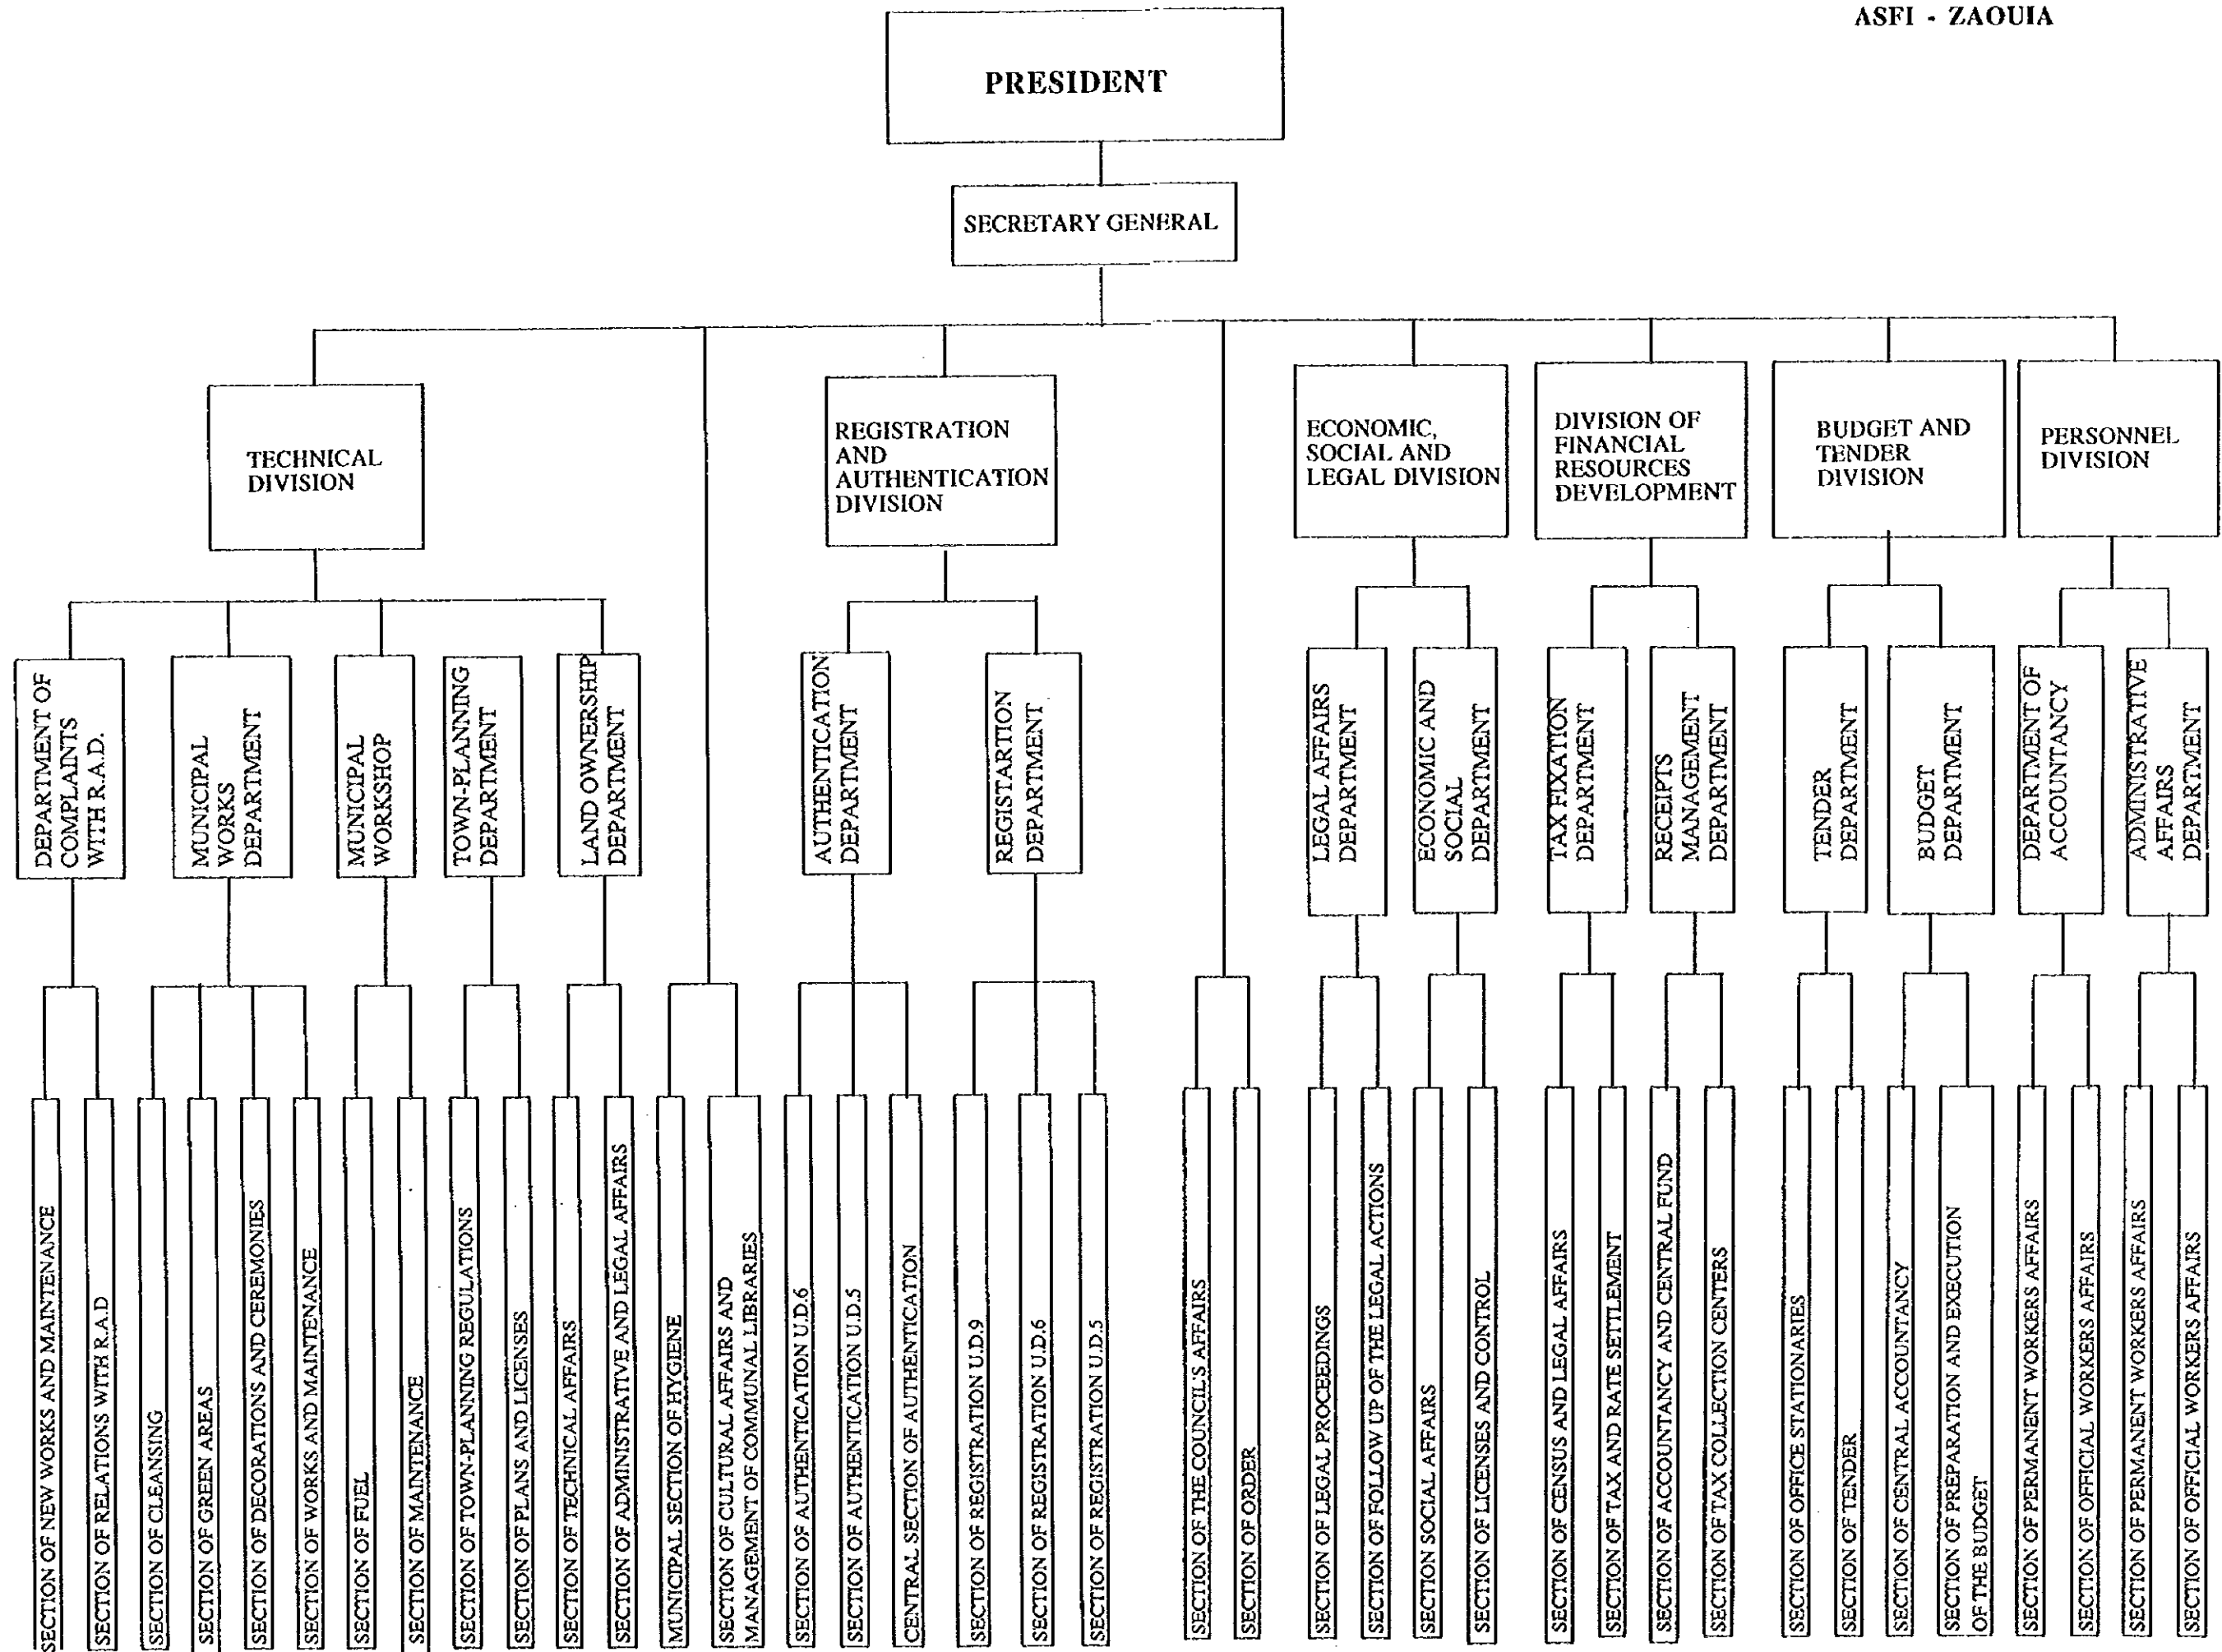 ASFI - ZAOUIA
PRESIDENT
SECRETARY GENERAL
TECHNICAL
DIVISION
REGISTRATION
AND
AUTHENTICATION
DIVISION
ECONOMIC,
SOCIAL AND
LEGAL DIVISION
DIVISION OF
FINANCIAL
RESOURCES
DEVELOPMENT
BUDGET AND
TENDER
DIVISION
PERSONNEL
DIVISION
DEPARTMENT OF
COMPLAINTS
WITH R.A.D.
MUNICIPAL
WORKS
DEPARTMENT
MUNICIPAL
WORKSHOP
TOWN-PLANNING
DEPARTMENT
LAND OWNERSHIP
DEPARTMENT
AUTHENTICATION
DEPARTMENT
REGISTARTION
DEPARTMENT
LEGAL AFFAIRS
DEPARTMENT
ECONOMIC AND
SOCIAL
DEPARTMENT
TAX FIXATION
DEPARTMENT
RECEIPTS
MANAGEMENT
DEPARTMENT
TENDER
DEPARTMENT
BUDGET
DEPARTMENT
DEPARTMENT OF
ACCOUNTANCY
ADMINISTRATIVE
AFFAIRS
DEPARTMENT
SECTION OF NEW WORKS AND MAINTENANCE
SECTION OF RELATIONS WITH R.A.D
SECTION OF CLEANSING
SECTION OF GREEN AREAS
SECTION OF DECORATIONS AND CEREMONIES
SECTION OF WORKS AND MAINTENANCE
SECTION OF FUEL
SECTION OF MAINTENANCE
SECTION OF TOWN-PLANNING REGULATIONS
SECTION OF PLANS AND LICENSES
SECTION OF TECHNICAL AFFAIRS
SECTION OF ADMINISTRATIVE AND LEGAL AFFAIRS
MUNICIPAL SECTION OF HYGIENE
SECTION OF CULTURAL AFFAIRS AND
MANAGEMENT OF COMMUNAL LIBRARIES
SECTION OF AUTHENTICATION U.D.6
SECTION OF AUTHENTICATION U.D.5
CENTRAL SECTION OF AUTHENTICATION
SECTION OF REGISTRATION U.D.9
SECTION OF REGISTRATION U.D.6
SECTION OF REGISTRATION U.D.5
SECTION OF THE COUNCIL'S AFFAIRS
SECTION OF ORDER
SECTION OF LEGAL PROCEEDINGS
SECTION OF FOLLOW UP OF THE LEGAL ACTIONS
SECTION SOCIAL AFFAIRS
SECTION OF LICENSES AND CONTROL
SECTION OF CENSUS AND LEGAL AFFAIRS
SECTION OF TAX AND RATE SETTLEMENT
SECTION OF ACCOUNTANCY AND CENTRAL FUND
SECTION OF TAX COLLECTION CENTERS
SECTION OF OFFICE STATIONARIES
SECTION OF TENDER
SECTION OF CENTRAL ACCOUNTANCY
SECTION OF PREPARATION AND EXECUTION
OF THE BUDGET
SECTION OF PERMANENT WORKERS AFFAIRS
SECTION OF OFFICIAL WORKERS AFFAIRS
SECTION OF PERMANENT WORKERS AFFAIRS
SECTION OF OFFICIAL WORKERS AFFAIRS